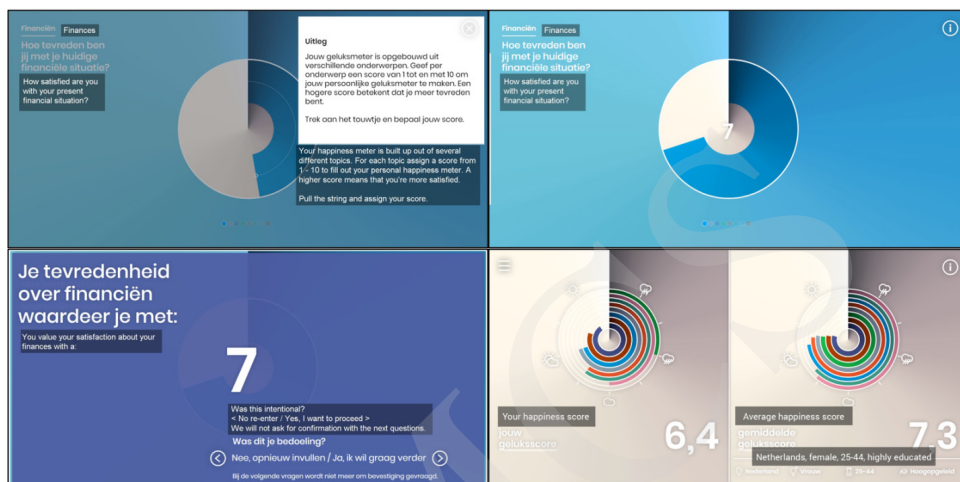 Financiën Finances
Hoe tevreden ben
jij met je huidige
financiële situatie?
How satisfied are you
with your present
financial situation?
Uitleg
Jouw geluksmeter is opgebouwd uit
verschillende onderwerpen. Geef per
onderwerp een score van 1 tot en met 10 om
jouw persoonlijke geluksmeter te maken. Een
hogere score betekent dat je meer tevreden
bent.
Trek aan het touwtje en bepaal jouw score.
Your happiness meter is built up out of several
different topics. For each topic assign a score from
1 - 10 to fill out your personal happiness meter. A
higher score means that you're more satisfied.
Pull the string and assign your score.
Financiën Finances
Hoe tevreden ben
jij met je huidige
financiële situatie?
How satisfied are you
with your present
financial situation?
7
Je tevredenheid
over financiën
waardeer je met:
You value your satisfaction about your
finances with a:
7
Was this intentional?
< No re-enter / Yes, I want to proceed >
We will not ask for confirmation with the next questions.
Was dit je bedoeling?
Nee, opnieuw invullen / Ja, ik wil graag verder
Bij de volgende vragen wordt niet meer om bevestiging gevraagd.
Your happiness score
jouw
geluksscore
6,4
Average happiness score
gemiddelde
geluksscore
7,3
Netherlands, female, 25-44, highly educated
Nederland Vrouw 25-44 Hoogopgeleid